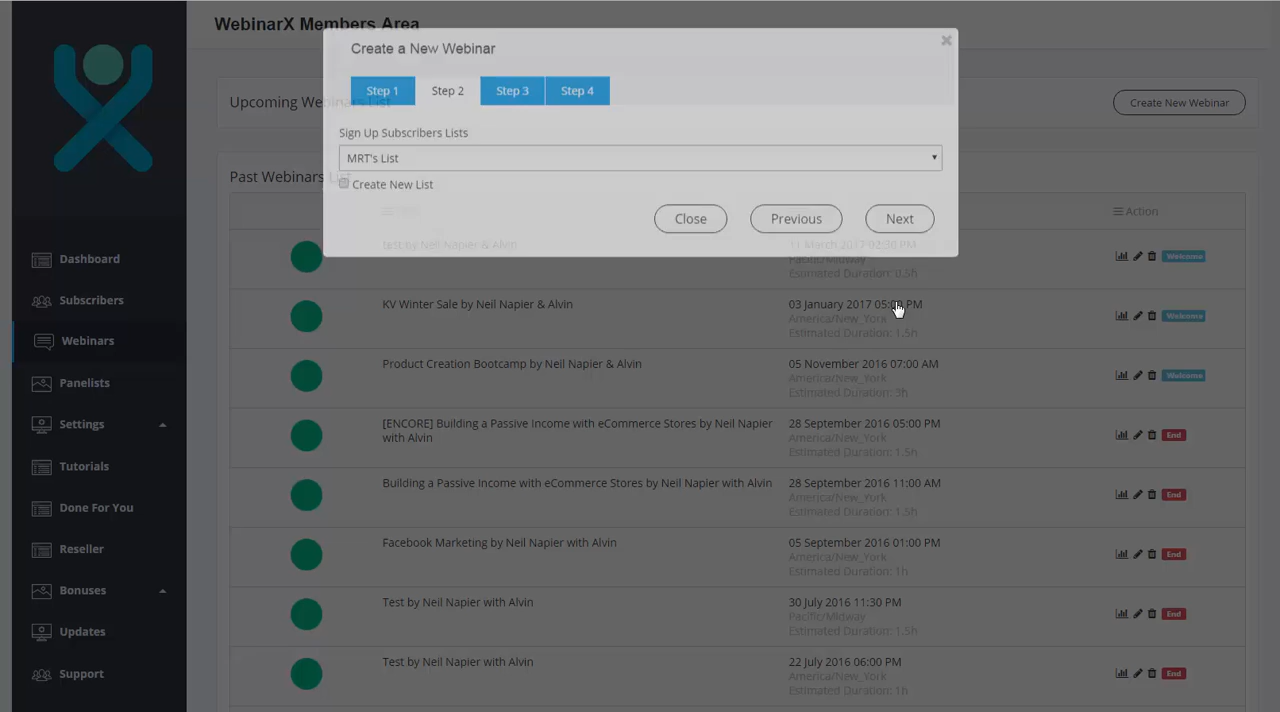 WebinarX Members Area
Create a New Webinar
Step 1
Step 2
Step 3
Step 4
Sign Up Subscribers Lists
MRT's List
Create New List
Close
Previous
Next
Upcoming Webinars List
Create New Webinar
Past Webinars List
Action
Dashboard
Subscribers
Webinars
Panelists
Settings
Tutorials
Done For You
Reseller
Bonuses
Updates
Support
test by Neil Napier & Alvin
11 March 2017 02:30 PM
Pacific/Midway
Estimated Duration: 0.5h
Welcome
KV Winter Sale by Neil Napier & Alvin
03 January 2017 05:00 PM
America/New_York
Estimated Duration: 1.5h
Welcome
Product Creation Bootcamp by Neil Napier & Alvin
05 November 2016 07:00 AM
America/New_York
Estimated Duration: 3h
Welcome
[ENCORE] Building a Passive Income with eCommerce Stores by Neil Napier
with Alvin
28 September 2016 05:00 PM
America/New_York
Estimated Duration: 1.5h
End
Building a Passive Income with eCommerce Stores by Neil Napier with Alvin
28 September 2016 11:00 AM
America/New_York
Estimated Duration: 1.5h
End
Facebook Marketing by Neil Napier with Alvin
05 September 2016 01:00 PM
America/New_York
Estimated Duration: 1h
End
Test by Neil Napier with Alvin
30 July 2016 11:30 PM
Pacific/Midway
Estimated Duration: 1.5h
End
Test by Neil Napier with Alvin
22 July 2016 06:00 PM
America/New_York
Estimated Duration: 1h
End